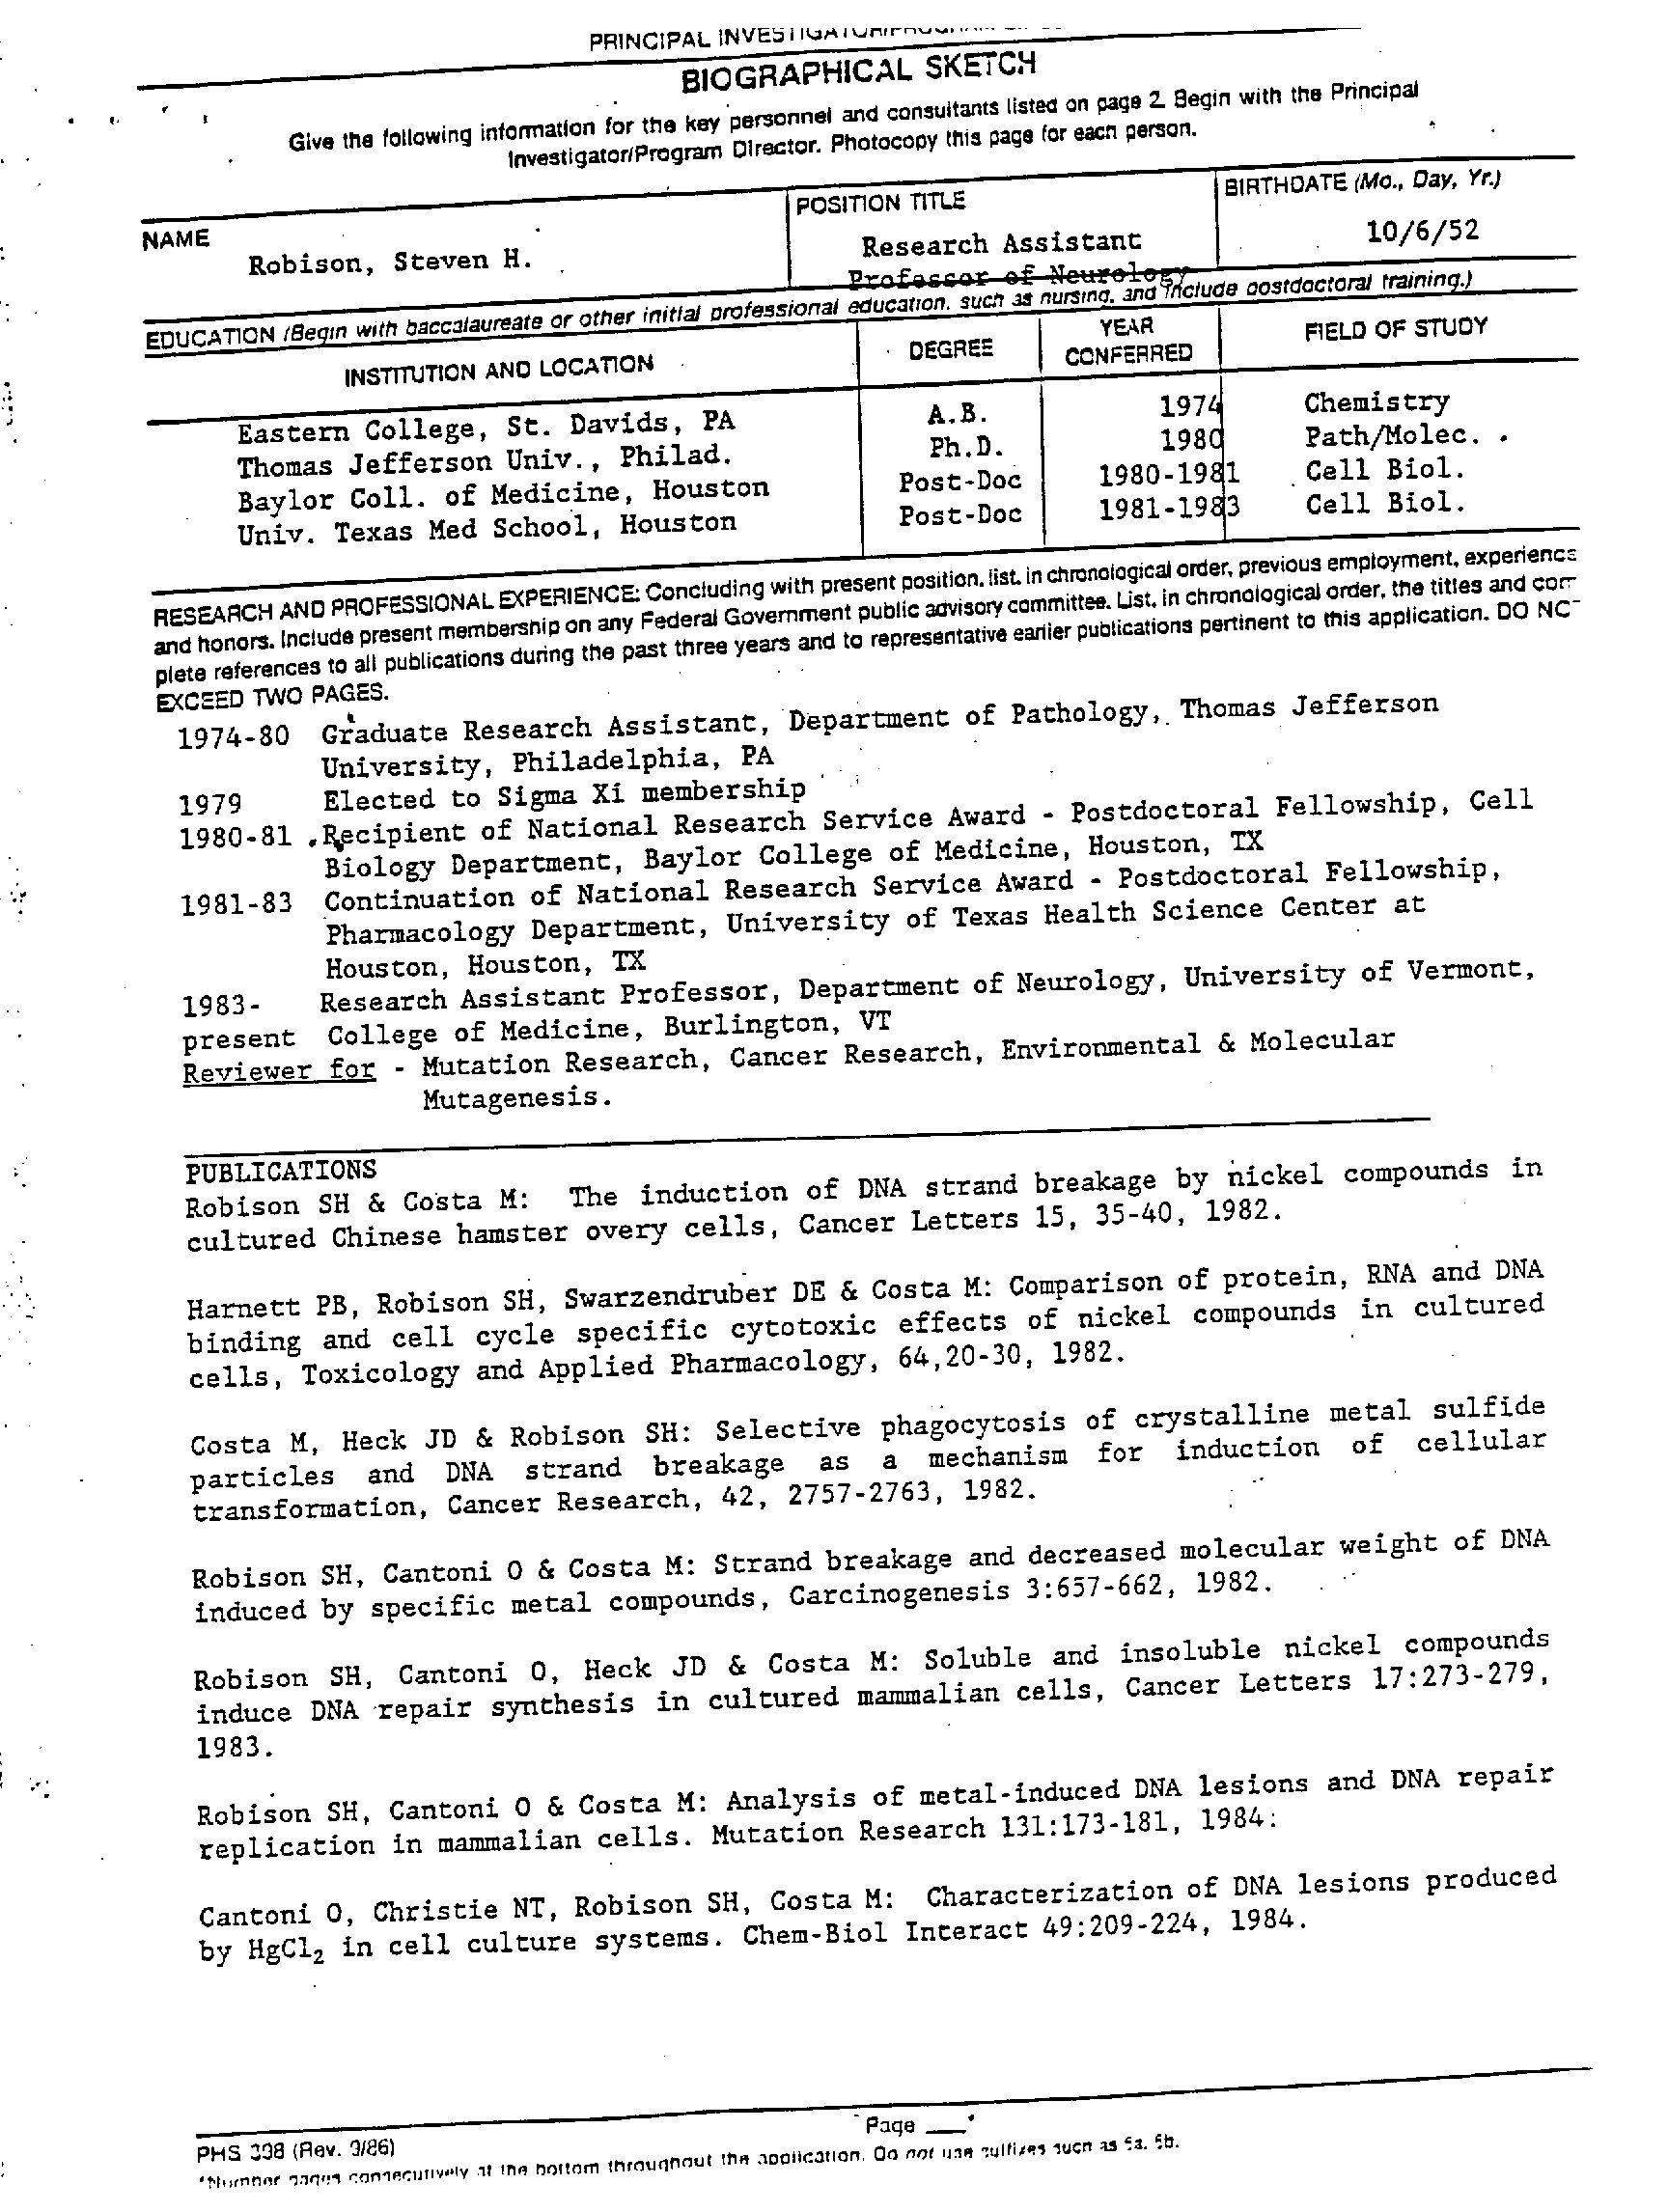 PRINCIPAL
BIOGRAPHICAL SKETCH
Give the following information for the key personnel and consultants listed on page 2. Begin with the Principal
Investigator/Program Director. Photocopy this page for each person.
NAME
Robison, Steven H.
POSITION TITLE
Research Assistant
Professor of Neurology
BIRTHDATE (Mo., Day, Yr.)
10/6/52
EDUCATION (Begin with baccalaureate or other initial professional education, such as nursing, and include postdoctoral training.)
INSTITUTION AND LOCATION DEGREE YEAR CONFERRED FIELD OF STUDY
Eastern College, St. Davids, PA A.B. 1974 Chemistry
Thomas Jefferson Univ., Philad. Ph.D. 1980 Path/Molec.
Baylor Coll. of Medicine, Houston Post-Doc 1980-1981 Cell Biol.
Univ. Texas Med School, Houston Post-Doc 1981-1983 Cell Biol.
RESEARCH AND PROFESSIONAL EXPERIENCE: Concluding with present position, list, in chronological order, previous employment, experience
and honors. Include present membership on any Federal Government public advisory committee. List, in chronological order, the titles and com-
plete references to all publications during the past three years and to representative earlier publications pertinent to this application. DO NO
EXCEED TWO PAGES.
1974-80 Graduate Research Assistant, Department of Pathology, Thomas Jefferson
University, Philadelphia, PA
1979 Elected to Sigma Xi membership
1980-81 Recipient of National Research Service Award - Postdoctoral Fellowship, Cell
Biology Department, Baylor College of Medicine, Houston, TX
1981-83 Continuation of National Research Service Award - Postdoctoral Fellowship,
Pharmacology Department, University of Texas Health Science Center at
Houston, Houston, TX
1983- Research Assistant Professor, Department of Neurology, University of Vermont,
present College of Medicine, Burlington, VT
Reviewer for - Mutation Research, Cancer Research, Environmental & Molecular
Mutagenesis.
PUBLICATIONS
Robison SH & Costa M: The induction of DNA strand breakage by nickel compounds in
cultured Chinese hamster overy cells, Cancer Letters 15, 35-40, 1982.
Harnett PB, Robison SH, Swarzendruber DE & Costa M: Comparison of protein, RNA and DNA
binding and cell cycle specific cytotoxic effects of nickel compounds in cultured
cells, Toxicology and Applied Pharmacology, 64,20-30, 1982.
Costa M, Heck JD & Robison SH: Selective phagocytosis of crystalline metal sulfide
particles and DNA strand breakage as a mechanism for induction of cellular
transformation, Cancer Research, 42, 2757-2763, 1982.
Robison SH, Cantoni O & Costa M: Strand breakage and decreased molecular weight of DNA
induced by specific metal compounds, Carcinogenesis 3:657-662, 1982.
Robison SH, Cantoni O, Heck JD & Costa M: Soluble and insoluble nickel compounds
induce DNA repair synthesis in cultured mammalian cells, Cancer Letters 17:273-279,
1983.
Robison SH, Cantoni O & Costa M: Analysis of metal-induced DNA lesions and DNA repair
replication in mammalian cells. Mutation Research 131:173-181, 1984:
Cantoni O, Christie NT, Robison SH, Costa M: Characterization of DNA lesions produced
by HgCl₂ in cell culture systems. Chem-Biol Interact 49:209-224, 1984.
Page ___*
PHS 398 (Rev. 9/86)
*Number pages consecutively at the bottom throughout the application. Do not use suffixes such as 5a, 5b.